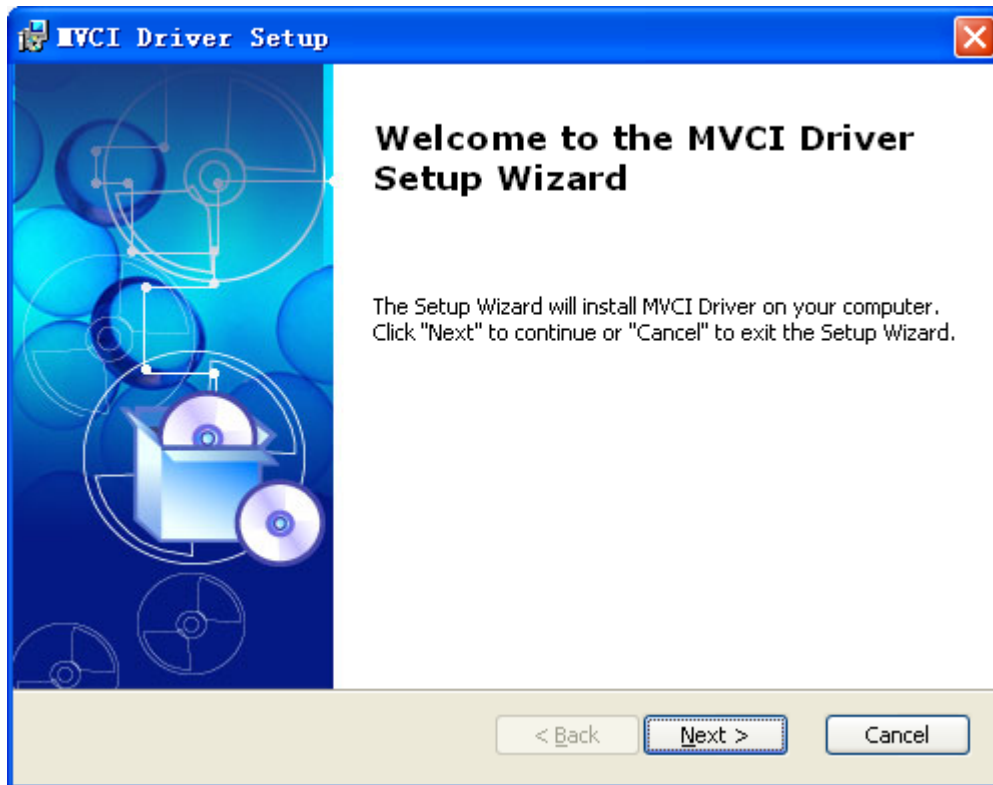 MVCI Driver Setup
Welcome to the MVCI Driver
Setup Wizard
The Setup Wizard will install MVCI Driver on your computer.
Click "Next" to continue or "Cancel" to exit the Setup Wizard.
< Back
Next >
Cancel